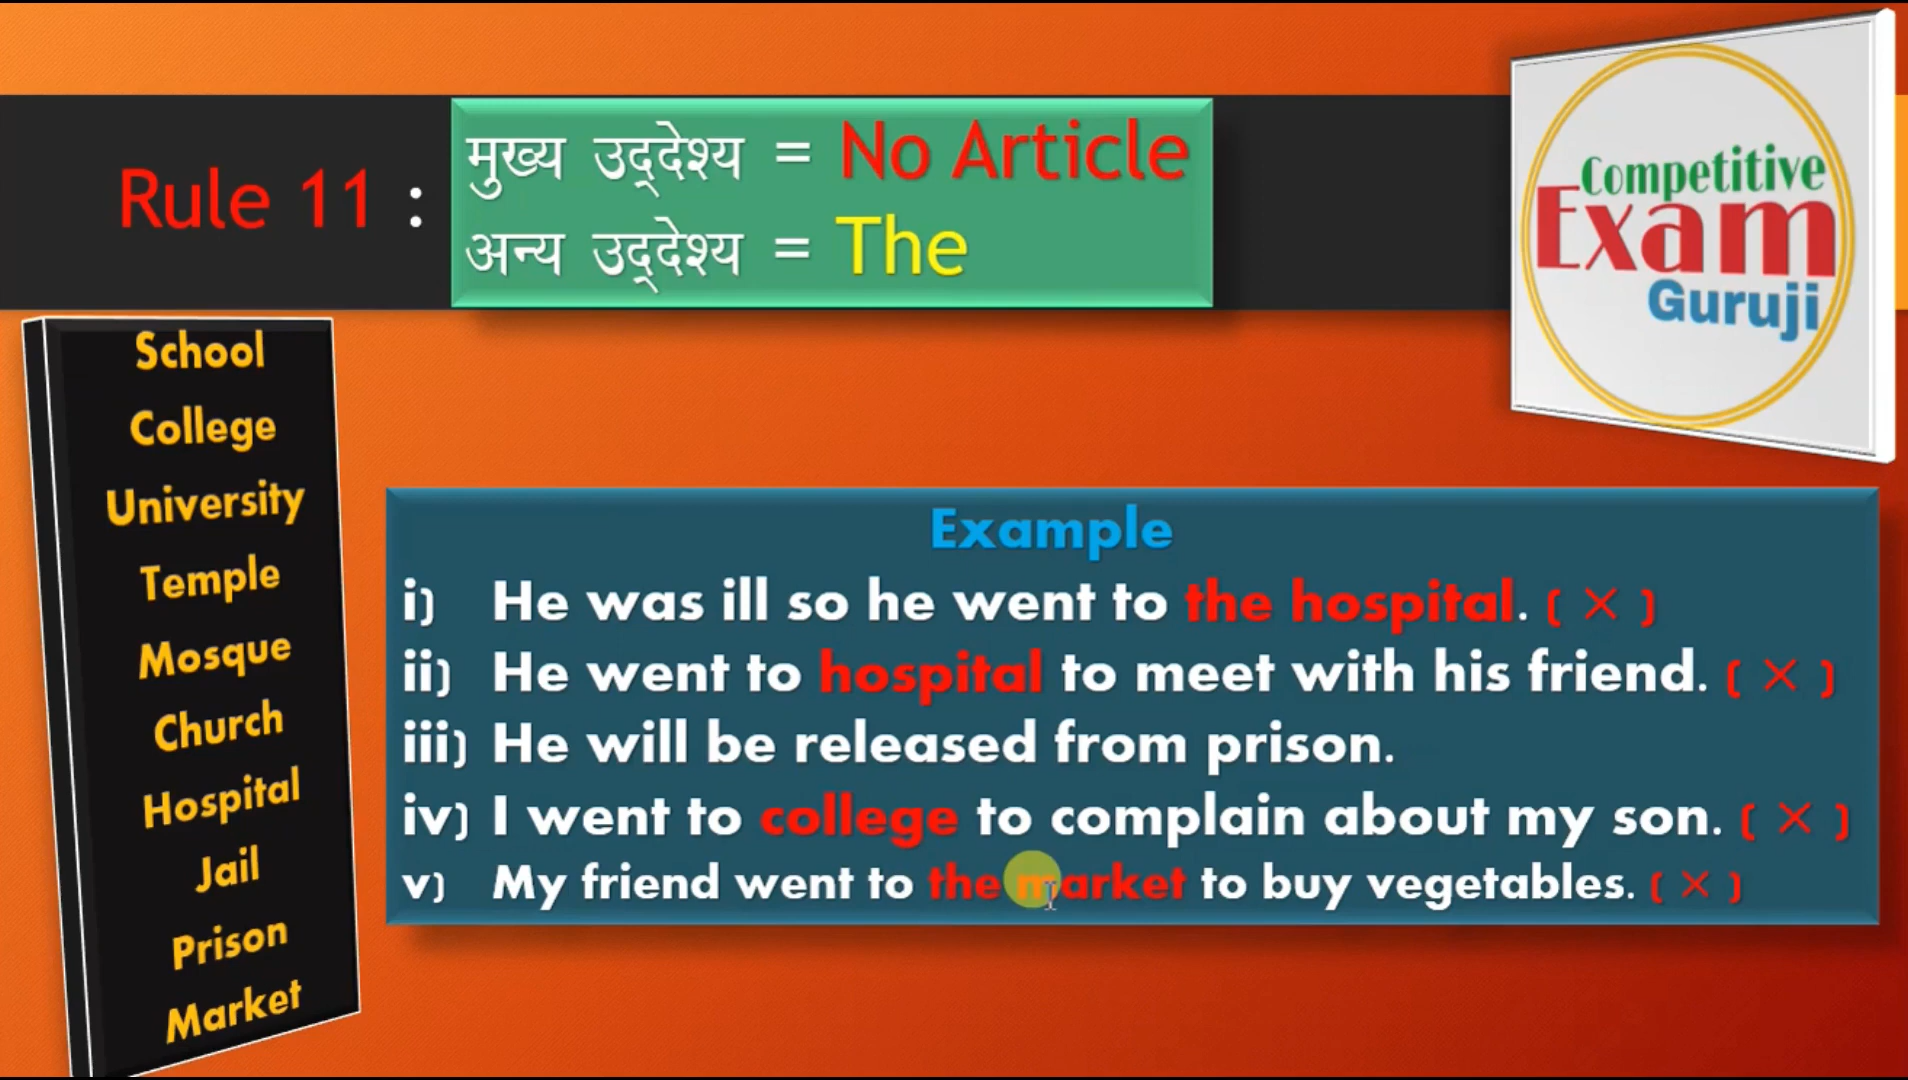 Rule 11 :
मुख्य उद्देश्य = No Article
अन्य उद्देश्य = The
Competitive
Exam
Guruji
School
College
University
Temple
Mosque
Church
Hospital
Jail
Prison
Market
Example
i) He was ill so he went to the hospital. ( × )
ii) He went to hospital to meet with his friend. ( × )
iii) He will be released from prison.
iv) I went to college to complain about my son. ( × )
v) My friend went to the market to buy vegetables. ( × )